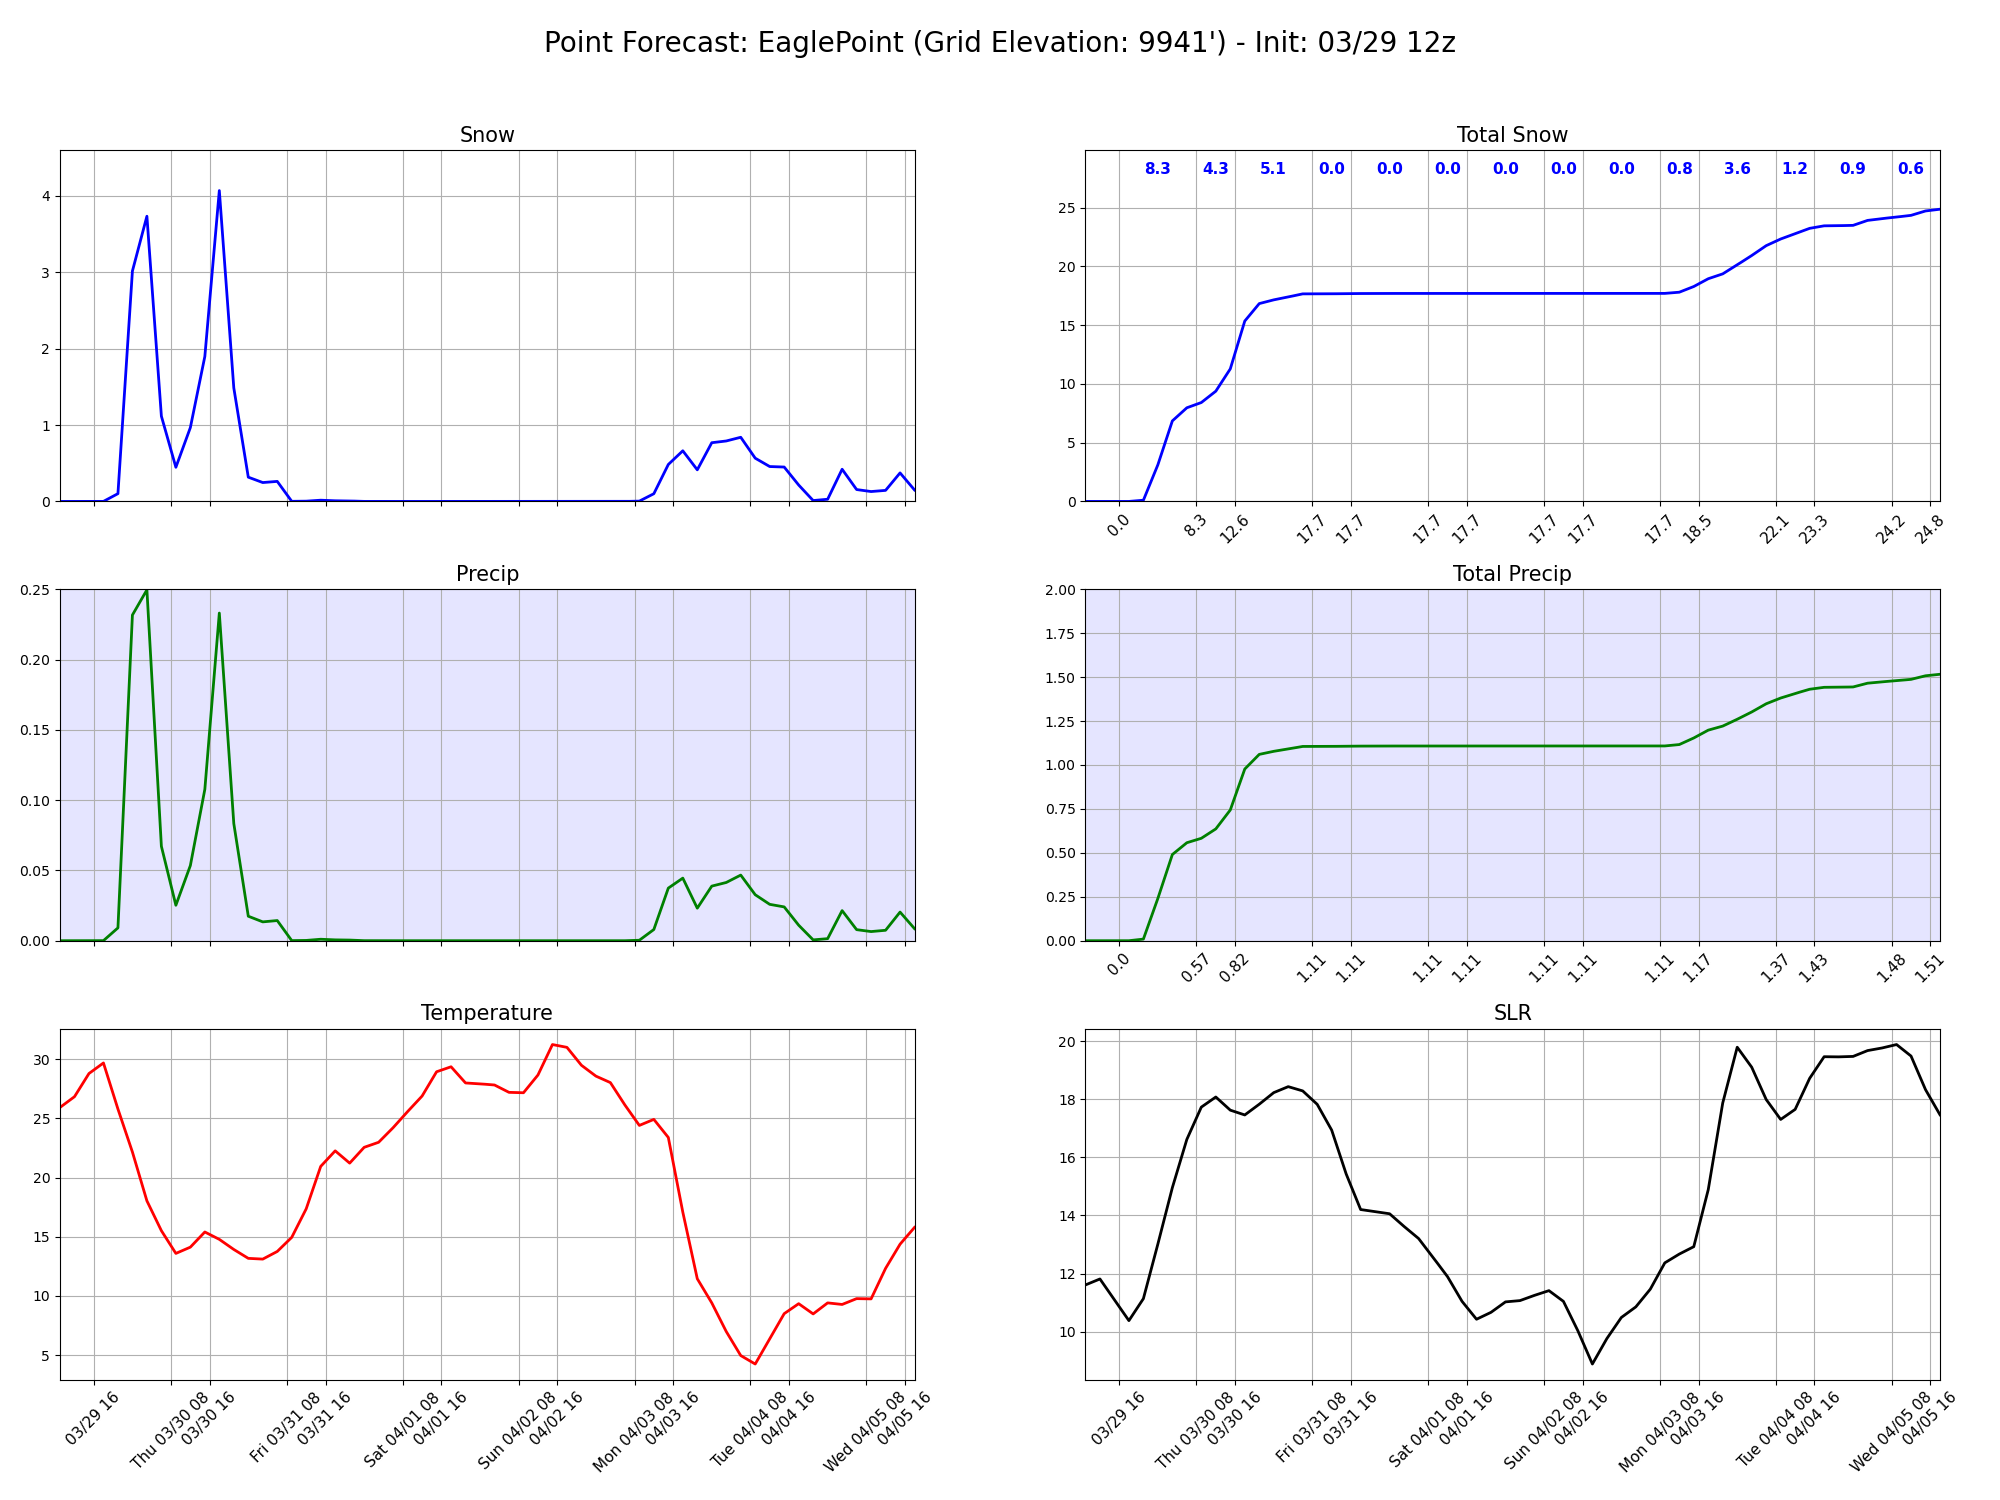 Point Forecast: EaglePoint (Grid Elevation: 9941') - Init: 03/29 12z
Snow
4
3
2
1
0
Total Snow
8.3 4.3 5.1 0.0 0.0 0.0 0.0 0.0 0.0 0.8 3.6 1.2 0.9 0.6
25
20
15
10
5
0
0.0 8.3 12.6 17.7 17.7 17.7 17.7 17.7 17.7 17.7 18.5 22.1 23.3 24.2 24.8
Precip
0.25
0.20
0.15
0.10
0.05
0.00
Total Precip
2.00
1.75
1.50
1.25
1.00
0.75
0.50
0.25
0.00
0.0 0.57 0.82 1.11 1.11 1.11 1.11 1.11 1.11 1.11 1.17 1.37 1.43 1.48 1.51
Temperature
30
25
20
15
10
5
03/29 16
Thu 03/30 08
03/30 16
Fri 03/31 08
03/31 16
Sat 04/01 08
04/01 16
Sun 04/02 08
04/02 16
Mon 04/03 08
04/03 16
Tue 04/04 08
04/04 16
Wed 04/05 08
04/05 16
SLR
20
18
16
14
12
10
03/29 16
Thu 03/30 08
03/30 16
Fri 03/31 08
03/31 16
Sat 04/01 08
04/01 16
Sun 04/02 08
04/02 16
Mon 04/03 08
04/03 16
Tue 04/04 08
04/04 16
Wed 04/05 08
04/05 16